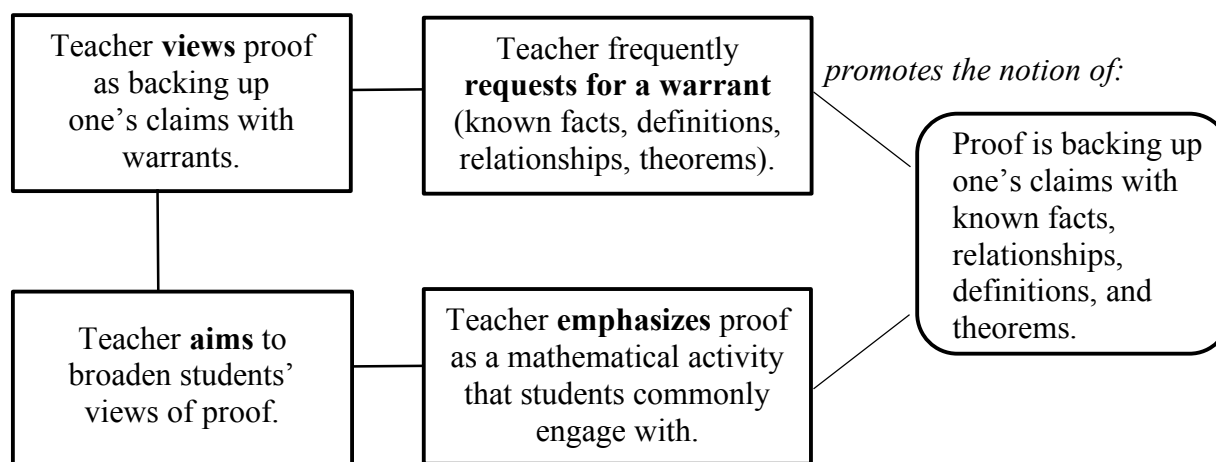 Teacher views proof
as backing up
one’s claims with
warrants.
Teacher frequently
requests for a warrant
(known facts, definitions,
relationships, theorems).
promotes the notion of:
Proof is backing up
one’s claims with
known facts,
relationships,
definitions, and
theorems.
Teacher aims to
broaden students’
views of proof.
Teacher emphasizes proof
as a mathematical activity
that students commonly
engage with.